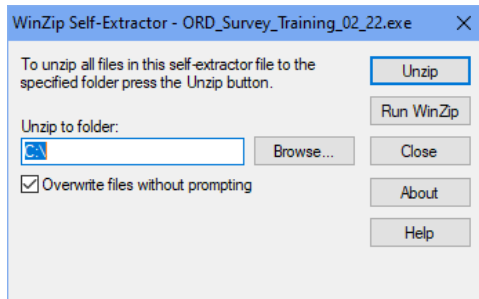 WinZip Self-Extractor - ORD_Survey_Training_02_22.exe
To unzip all files in this self-extractor file to the
specified folder press the Unzip button.
Unzip to folder:
C:\
Browse...
Overwrite files without prompting
Unzip
Run WinZip
Close
About
Help